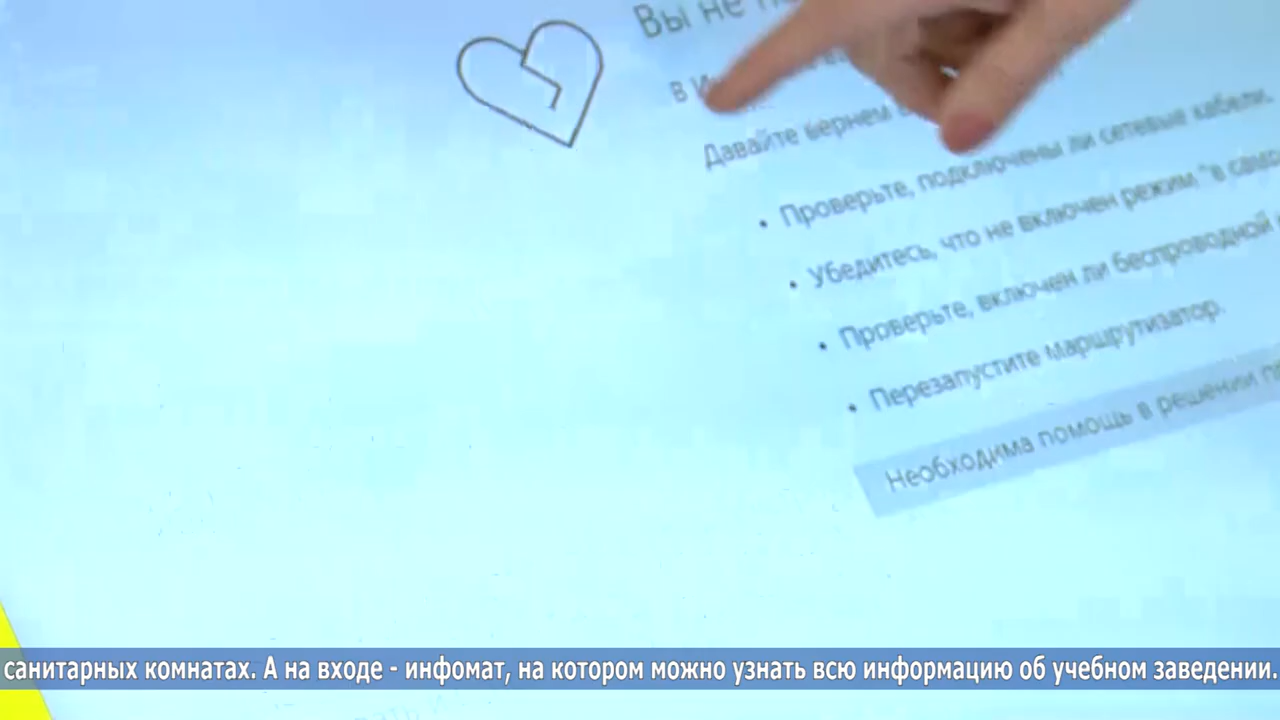 Вы не
в
Давайте вернем
Проверьте, подключены ли сетевые кабели.
Убедитесь, что не включен режим "в само
Проверьте, включен ли беспроводной
Перезапустите маршрутизатор.
Необходима помощь в решении
санитарных комнатах. А на входе - инфомат, на котором можно узнать всю информацию об учебном заведении.